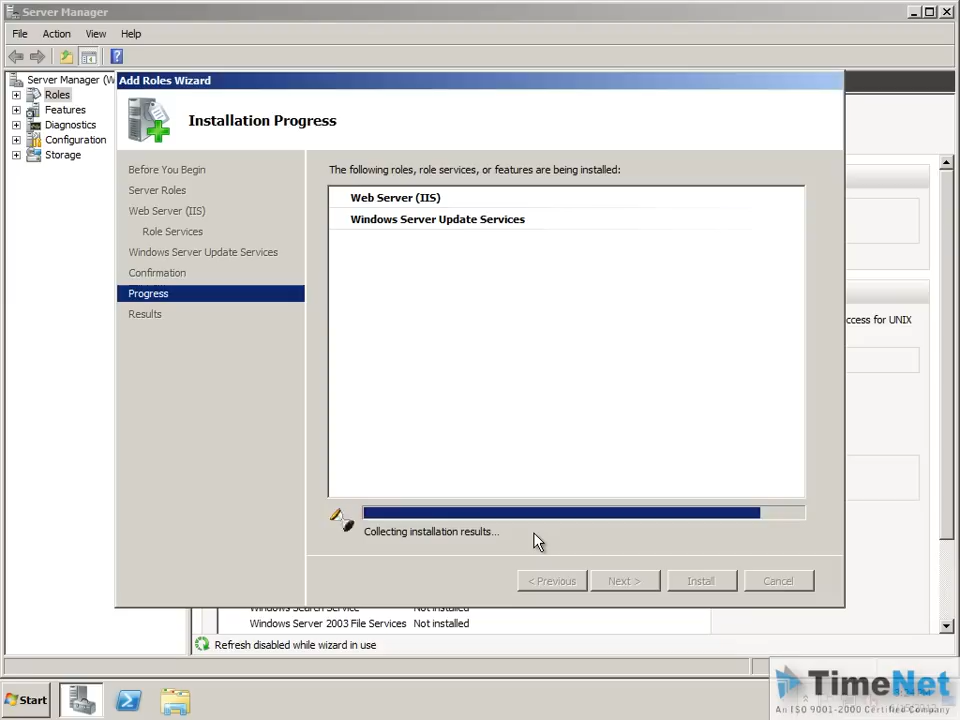 Server Manager
File Action View Help
Server Manager (W
Roles
Features
Diagnostics
Configuration
Storage
Add Roles Wizard
Installation Progress
Before You Begin
Server Roles
Web Server (IIS)
Role Services
Windows Server Update Services
Confirmation
Progress
Results
The following roles, role services, or features are being installed:
Web Server (IIS)
Windows Server Update Services
Collecting installation results...
< Previous Next > Install Cancel
ccess for UNIX
Windows Search Service Not installed
Windows Server 2003 File Services Not installed
Refresh disabled while wizard in use
Start
TimeNet
An ISO 9001-2000 Certified Company